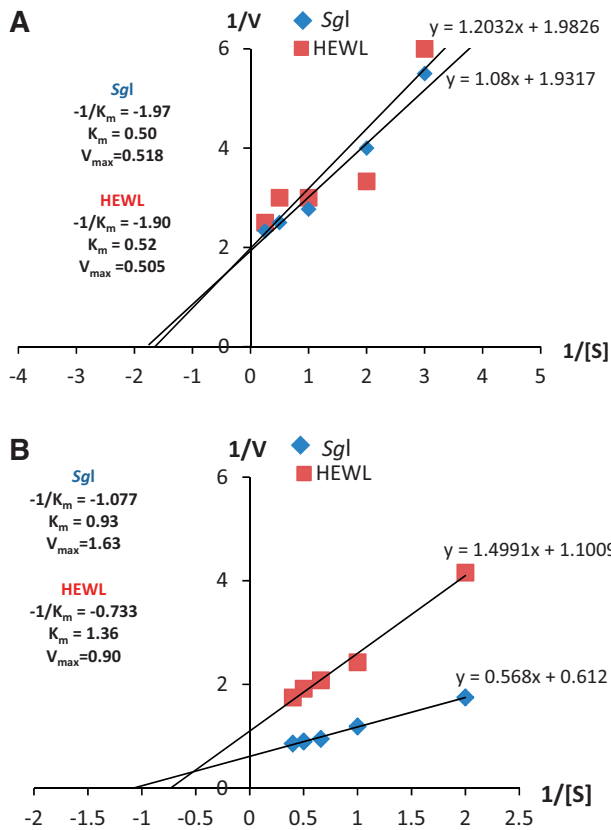 A
1/V
SgI
HEWL
y = 1.2032x + 1.9826
y = 1.08x + 1.9317
SgI
-1/Km = -1.97
Km = 0.50
Vmax=0.518
HEWL
-1/Km = -1.90
Km = 0.52
Vmax =0.505
6
4
2
0
-4 -3 -2 -1 0 1 2 3 4 5
1/[S]
B
1/V
SgI
HEWL
SgI
-1/Km = -1.077
Km = 0.93
Vmax=1.63
HEWL
-1/Km = -0.733
Km = 1.36
Vmax=0.90
y = 1.4991x + 1.1009
y = 0.568x + 0.612
6
4
2
0
-2 -1.5 -1 -0.5 0 0.5 1 1.5 2 2.5
1/[S]